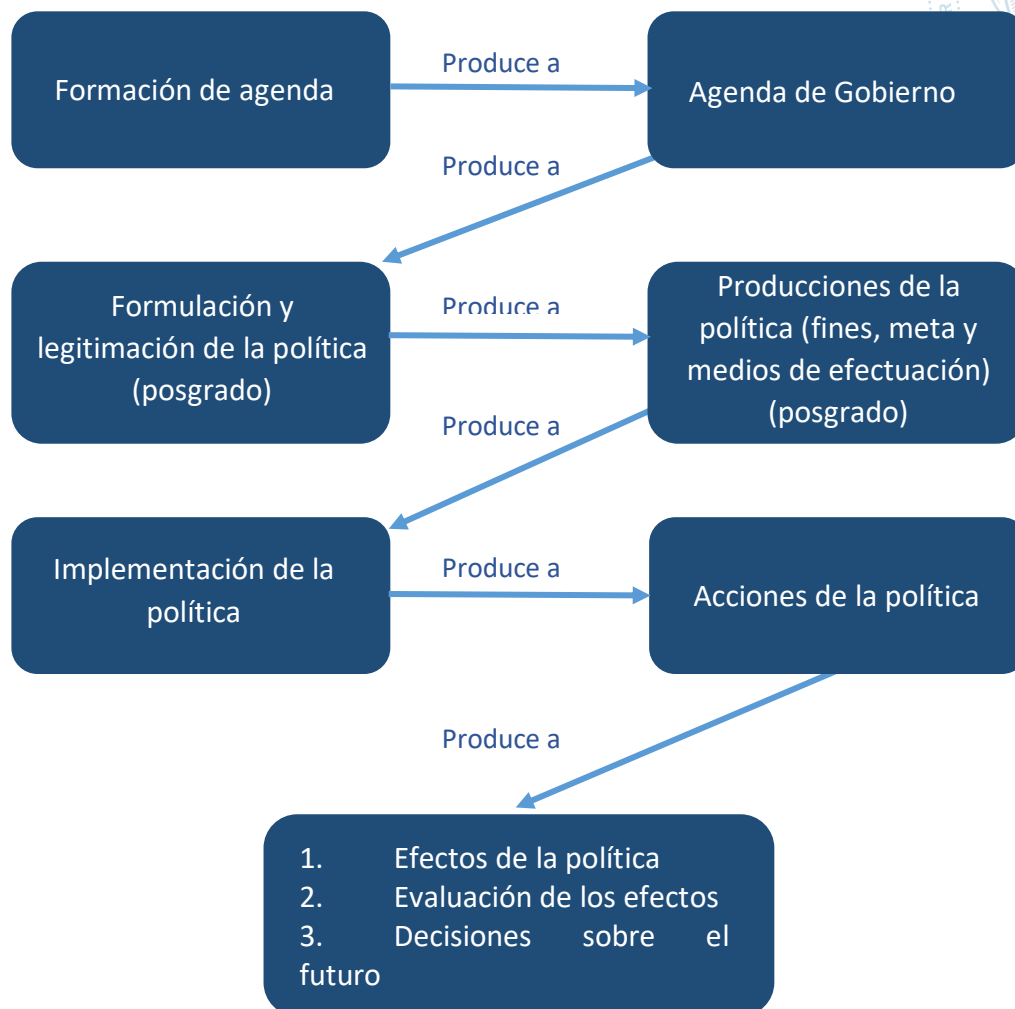 Formación de agenda
Produce a
Agenda de Gobierno
Produce a
Formulación y
legitimación de la política
(posgrado)
Produce a
Producciones de la
política (fines, meta y
medios de efectuación)
(posgrado)
Produce a
Implementación de la
política
Produce a
Acciones de la política
Produce a
1. Efectos de la política
2. Evaluación de los efectos
3. Decisiones sobre el
futuro